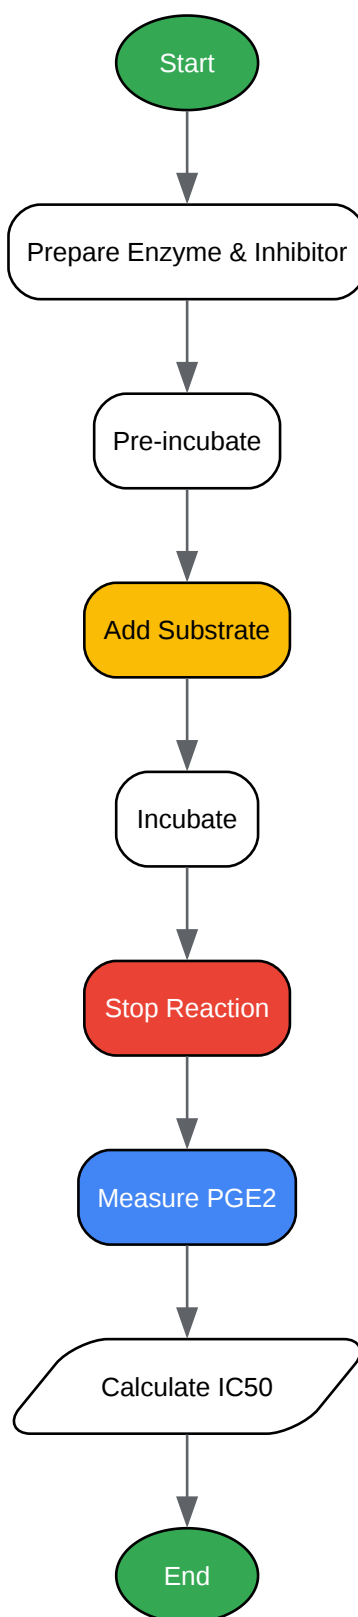 Start
Prepare Enzyme & Inhibitor
Pre-incubate
Add Substrate
Incubate
Stop Reaction
Measure PGE2
Calculate IC50
End